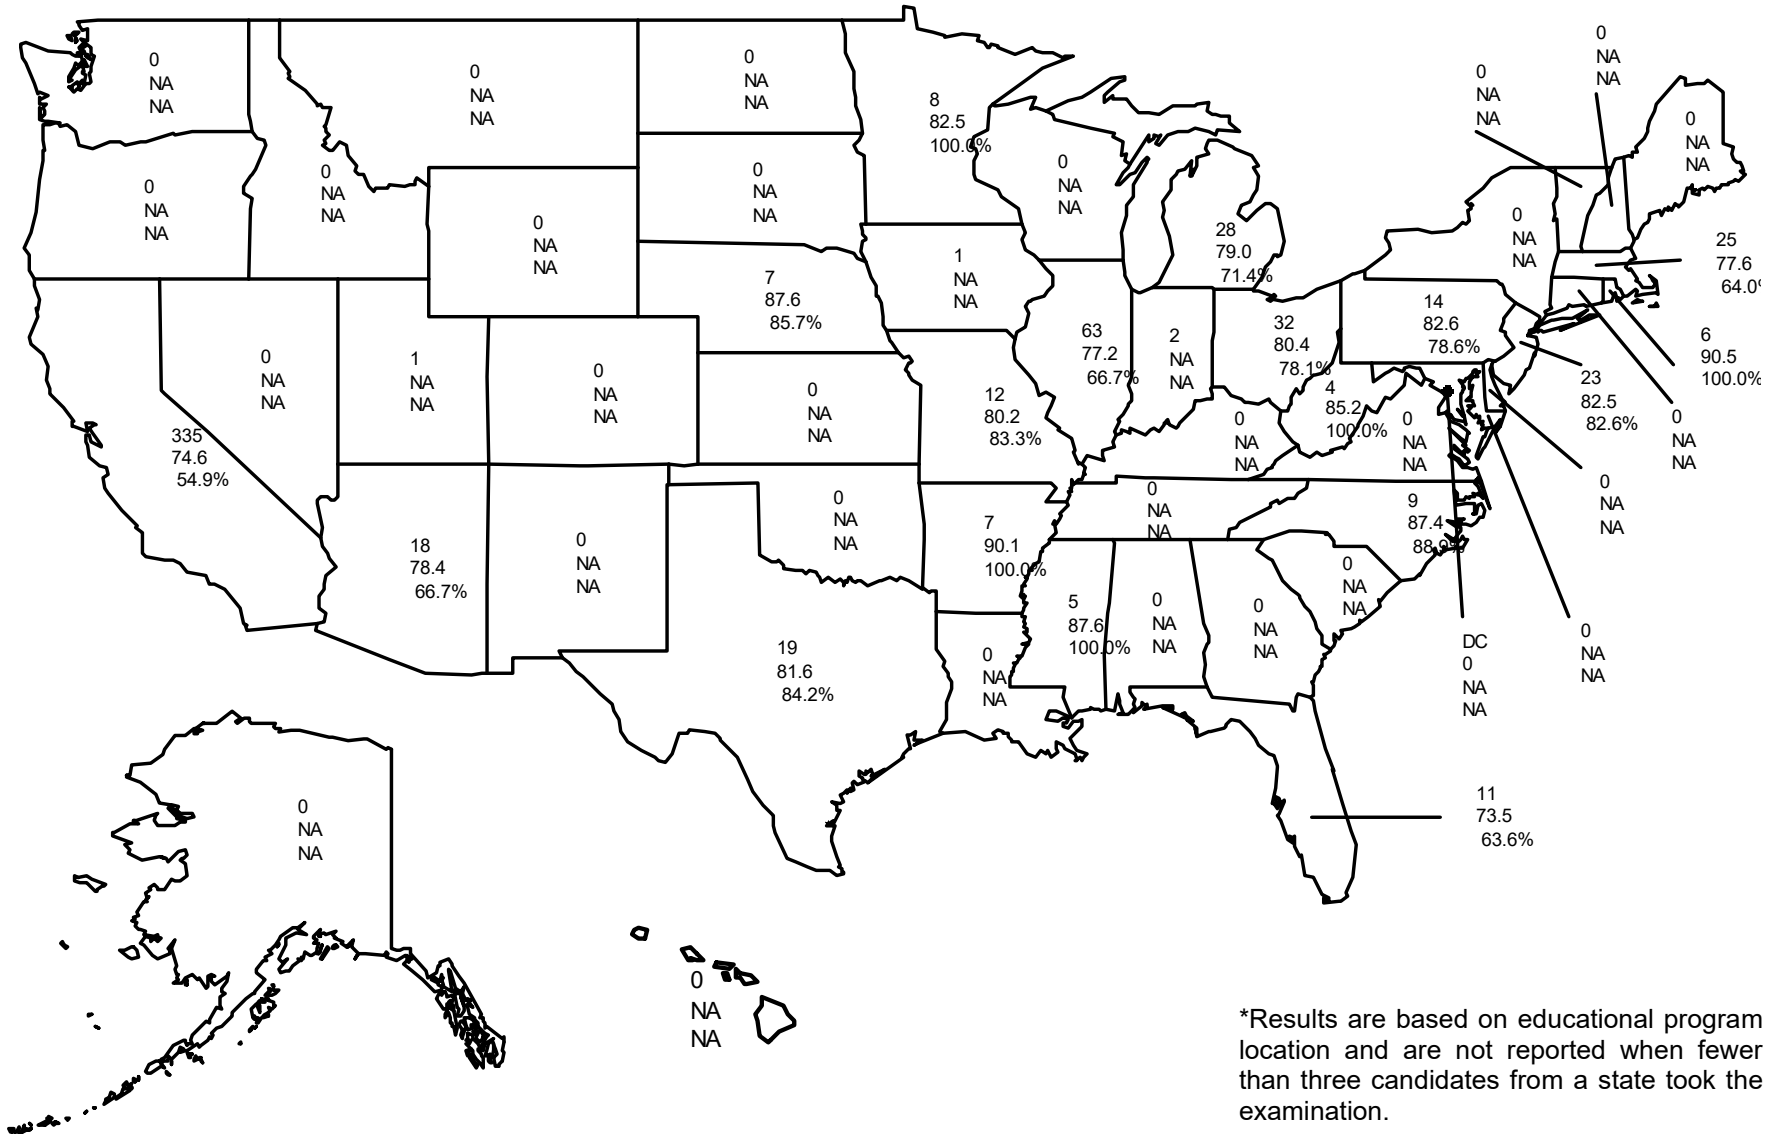 0
NA
NA
0
NA
NA
0
NA
NA
8
82.5
100.0%
0
NA
NA
0
NA
NA
0
NA
NA
0
NA
NA
0
NA
NA
0
NA
NA
0
NA
NA
0
NA
NA
28
79.0
71.4%
0
NA
NA
25
77.6
64.0
1
NA
NA
7
87.6
85.7%
14
82.6
78.6%
0
NA
NA
1
NA
NA
0
NA
NA
0
NA
NA
63
77.2
66.7%
2
NA
NA
32
80.4
78.1%
6
90.5
100.0%
23
82.5
82.6%
12
80.2
83.3%
4
85.2
100.0%
0
NA
NA
0
NA
NA
0
NA
NA
335
74.6
54.9%
0
NA
NA
0
NA
NA
0
NA
NA
9
87.4
88.9%
18
78.4
66.7%
0
NA
NA
7
90.1
100.0%
0
NA
NA
5
87.6
100.0%
0
NA
NA
0
NA
NA
0
NA
NA
DC
0
NA
NA
19
81.6
84.2%
0
NA
NA
11
73.5
63.6%
0
NA
NA
0
NA
NA
*Results are based on educational program
location and are not reported when fewer
than three candidates from a state took the
examination.